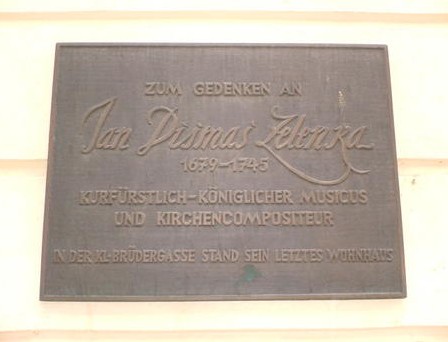 ZUM GEDENKEN AN
Jan Dismas Zelenka
1679-1745
KURFÜRSTLICH-KÖNIGLICHER MUSICUS
UND KIRCHENCOMPOSITEUR
IN DER KL·BRÜDERGASSE STAND SEIN LETZTES WOHNHAUS